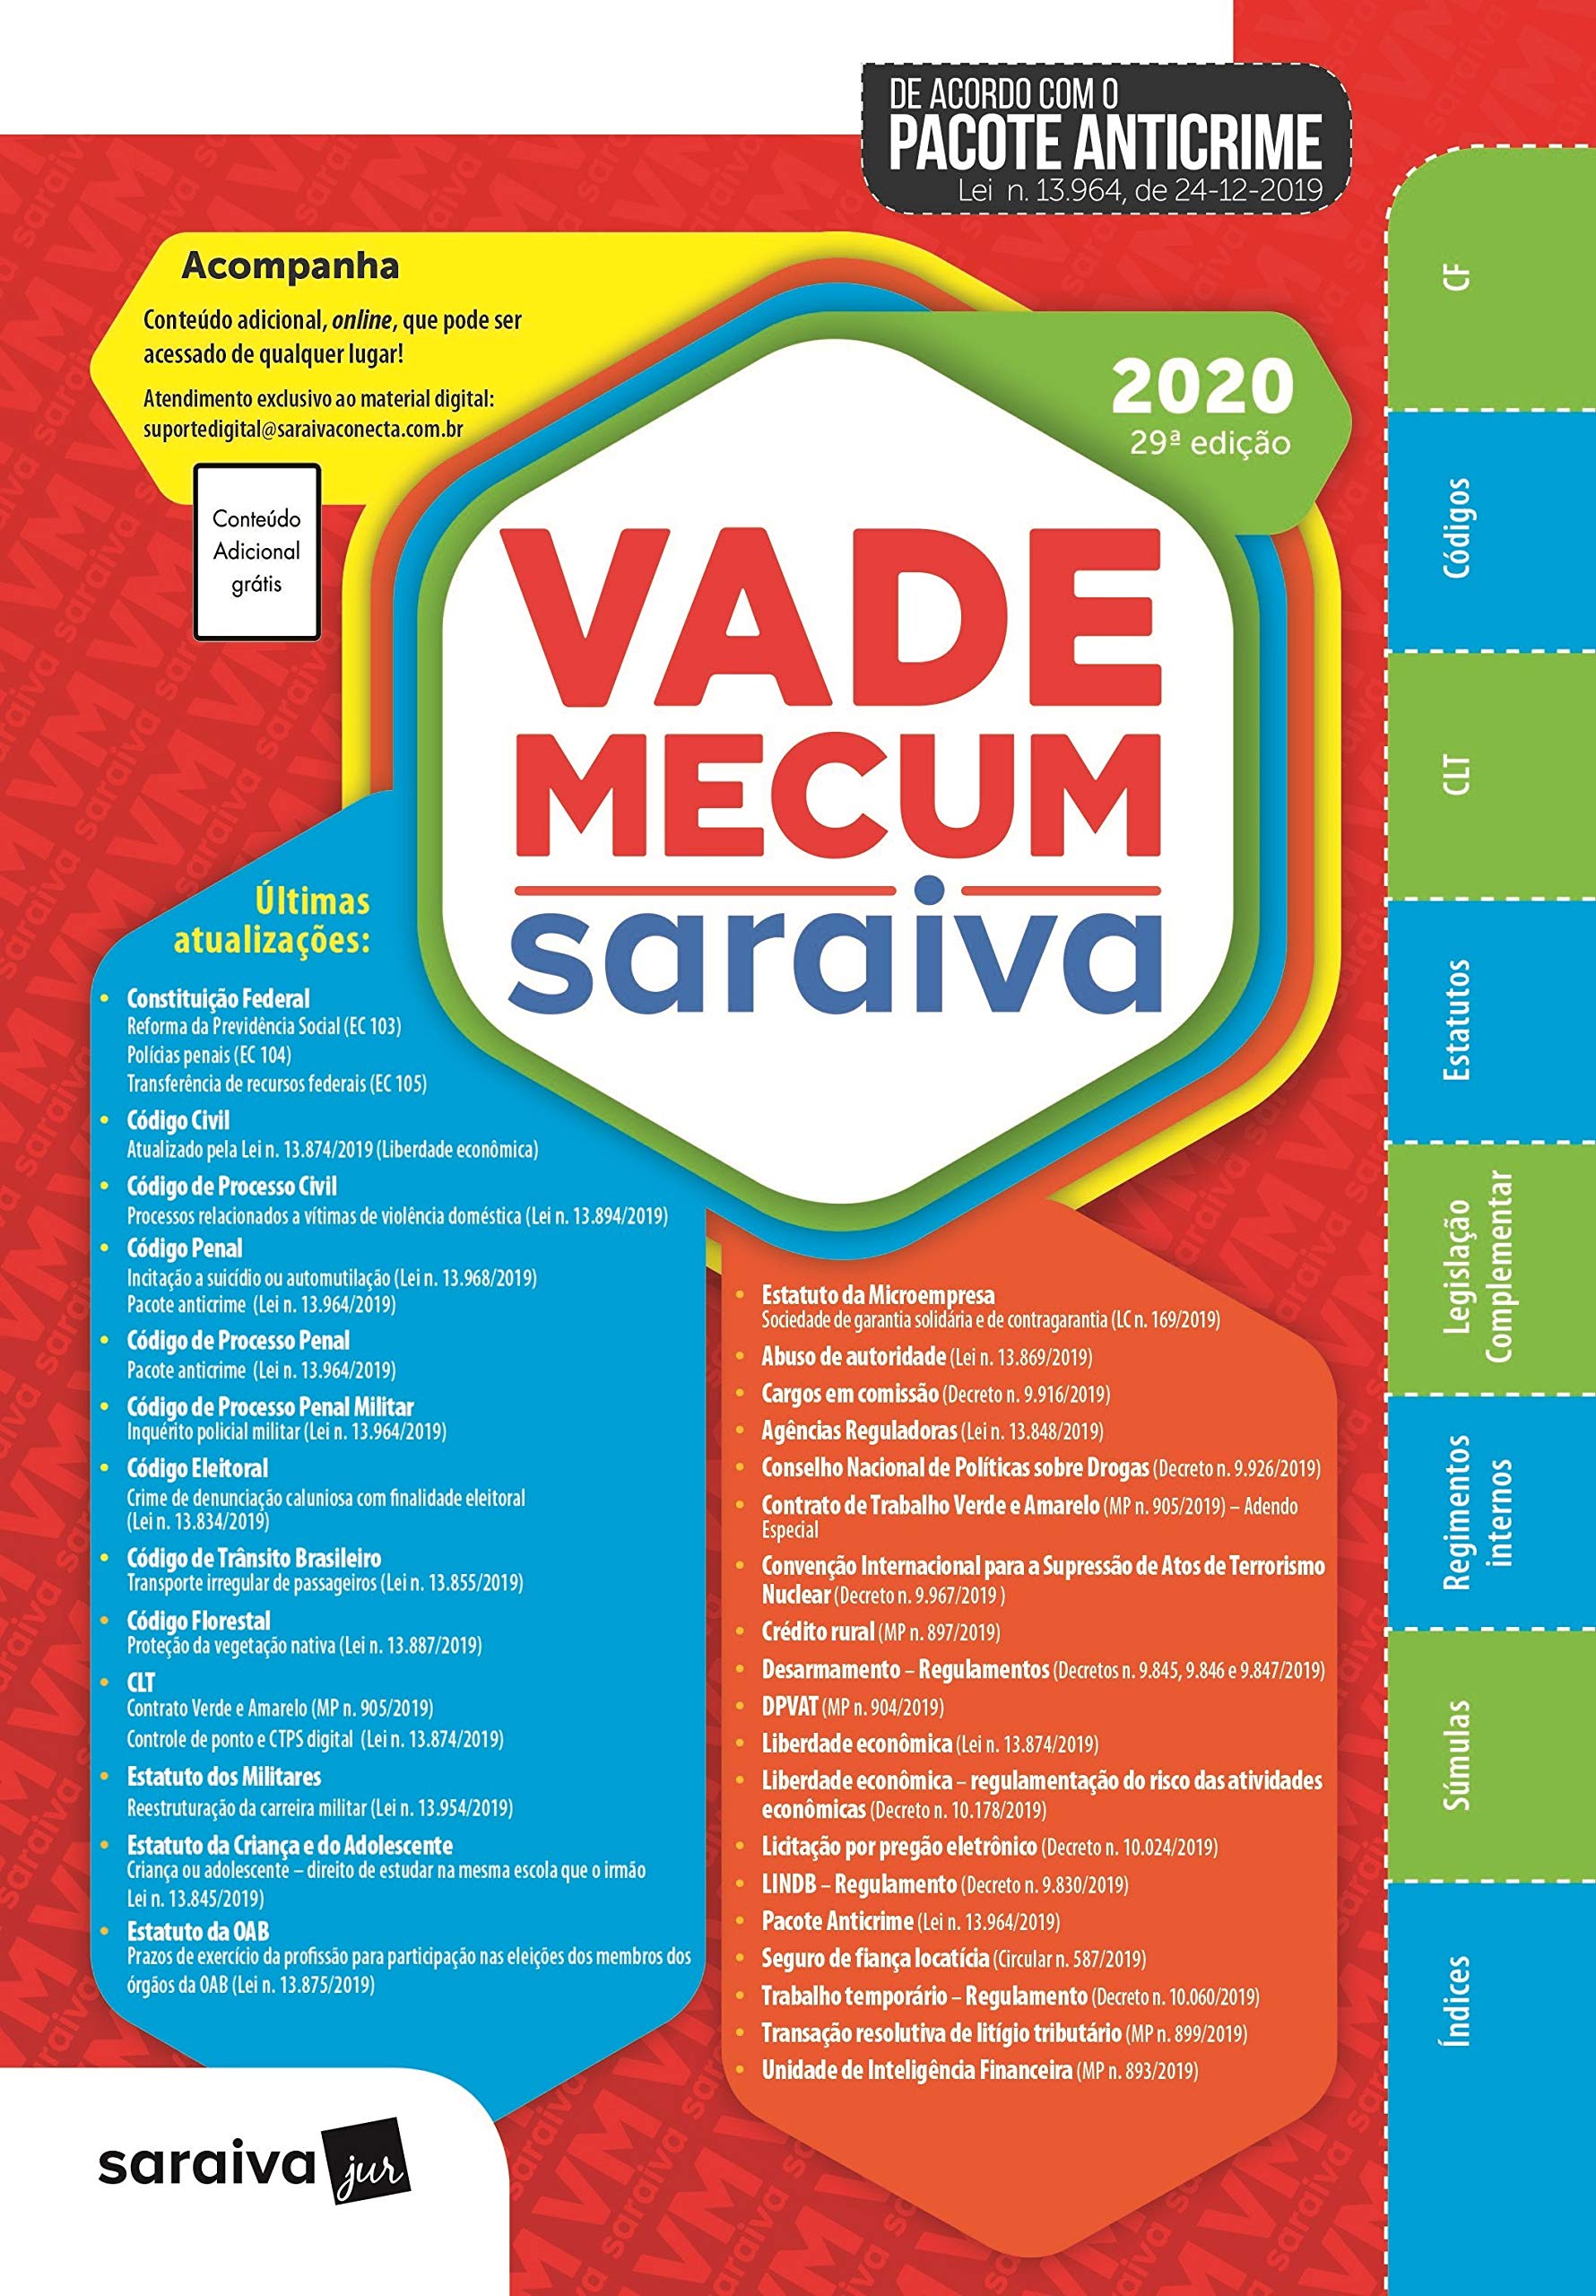 DE ACORDO COM O
PACOTE ANTICRIME
Lei n. 13.964, de 24-12-2019
Acompanha
Conteúdo adicional, online, que pode ser
acessado de qualquer lugar!
Atendimento exclusivo ao material digital:
suportedigital@saraivaconecta.com.br
Conteúdo
Adicional
grátis
2020
29ª edição
VADE
MECUM
saraiva
Últimas
atualizações:
• Constituição Federal
Reforma da Previdência Social (EC 103)
Polícias penais (EC 104)
Transferência de recursos federais (EC 105)
• Código Civil
Atualizado pela Lei n. 13.874/2019 (Liberdade econômica)
• Código de Processo Civil
Processos relacionados a vítimas de violência doméstica (Lei n. 13.894/2019)
• Código Penal
Incitação a suicídio ou automutilação (Lei n. 13.968/2019)
Pacote anticrime (Lei n. 13.964/2019)
• Código de Processo Penal
Pacote anticrime (Lei n. 13.964/2019)
• Código de Processo Penal Militar
Inquérito policial militar (Lei n. 13.964/2019)
• Código Eleitoral
Crime de denunciação caluniosa com finalidade eleitoral
(Lei n. 13.834/2019)
• Código de Trânsito Brasileiro
Transporte irregular de passageiros (Lei n. 13.855/2019)
• Código Florestal
Proteção da vegetação nativa (Lei n. 13.887/2019)
• CLT
Contrato Verde e Amarelo (MP n. 905/2019)
Controle de ponto e CTPS digital (Lei n. 13.874/2019)
• Estatuto dos Militares
Reestruturação da carreira militar (Lei n. 13.954/2019)
• Estatuto da Criança e do Adolescente
Criança ou adolescente – direito de estudar na mesma escola que o irmão
Lei n. 13.845/2019)
• Estatuto da OAB
Prazos de exercício da profissão para participação nas eleições dos membros dos
órgãos da OAB (Lei n. 13.875/2019)
• Estatuto da Microempresa
Sociedade de garantia solidária e de contragarantia (LC n. 169/2019)
• Abuso de autoridade (Lei n. 13.869/2019)
• Cargos em comissão (Decreto n. 9.916/2019)
• Agências Reguladoras (Lei n. 13.848/2019)
• Conselho Nacional de Políticas sobre Drogas (Decreto n. 9.926/2019)
• Contrato de Trabalho Verde e Amarelo (MP n. 905/2019) – Adendo
Especial
• Convenção Internacional para a Supressão de Atos de Terrorismo
Nuclear (Decreto n. 9.967/2019 )
• Crédito rural (MP n. 897/2019)
• Desarmamento – Regulamentos (Decretos n. 9.845, 9.846 e 9.847/2019)
• DPVAT (MP n. 904/2019)
• Liberdade econômica (Lei n. 13.874/2019)
• Liberdade econômica – regulamentação do risco das atividades
econômicas (Decreto n. 10.178/2019)
• Licitação por pregão eletrônico (Decreto n. 10.024/2019)
• LINDB – Regulamento (Decreto n. 9.830/2019)
• Pacote Anticrime (Lei n. 13.964/2019)
• Seguro de fiança locatícia (Circular n. 587/2019)
• Trabalho temporário – Regulamento (Decreto n. 10.060/2019)
• Transação resolutiva de litígio tributário (MP n. 899/2019)
• Unidade de Inteligência Financeira (MP n. 893/2019)
saraiva jur
CF
Códigos
CLT
Estatutos
Legislação
Complementar
Regimentos
internos
Súmulas
Índices